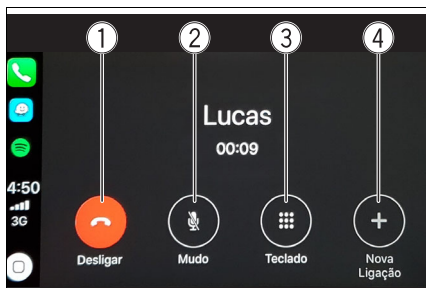 1 2 3 4
Lucas
00:09
4:50
3G
Desligar Mudo Teclado Nova
Ligação